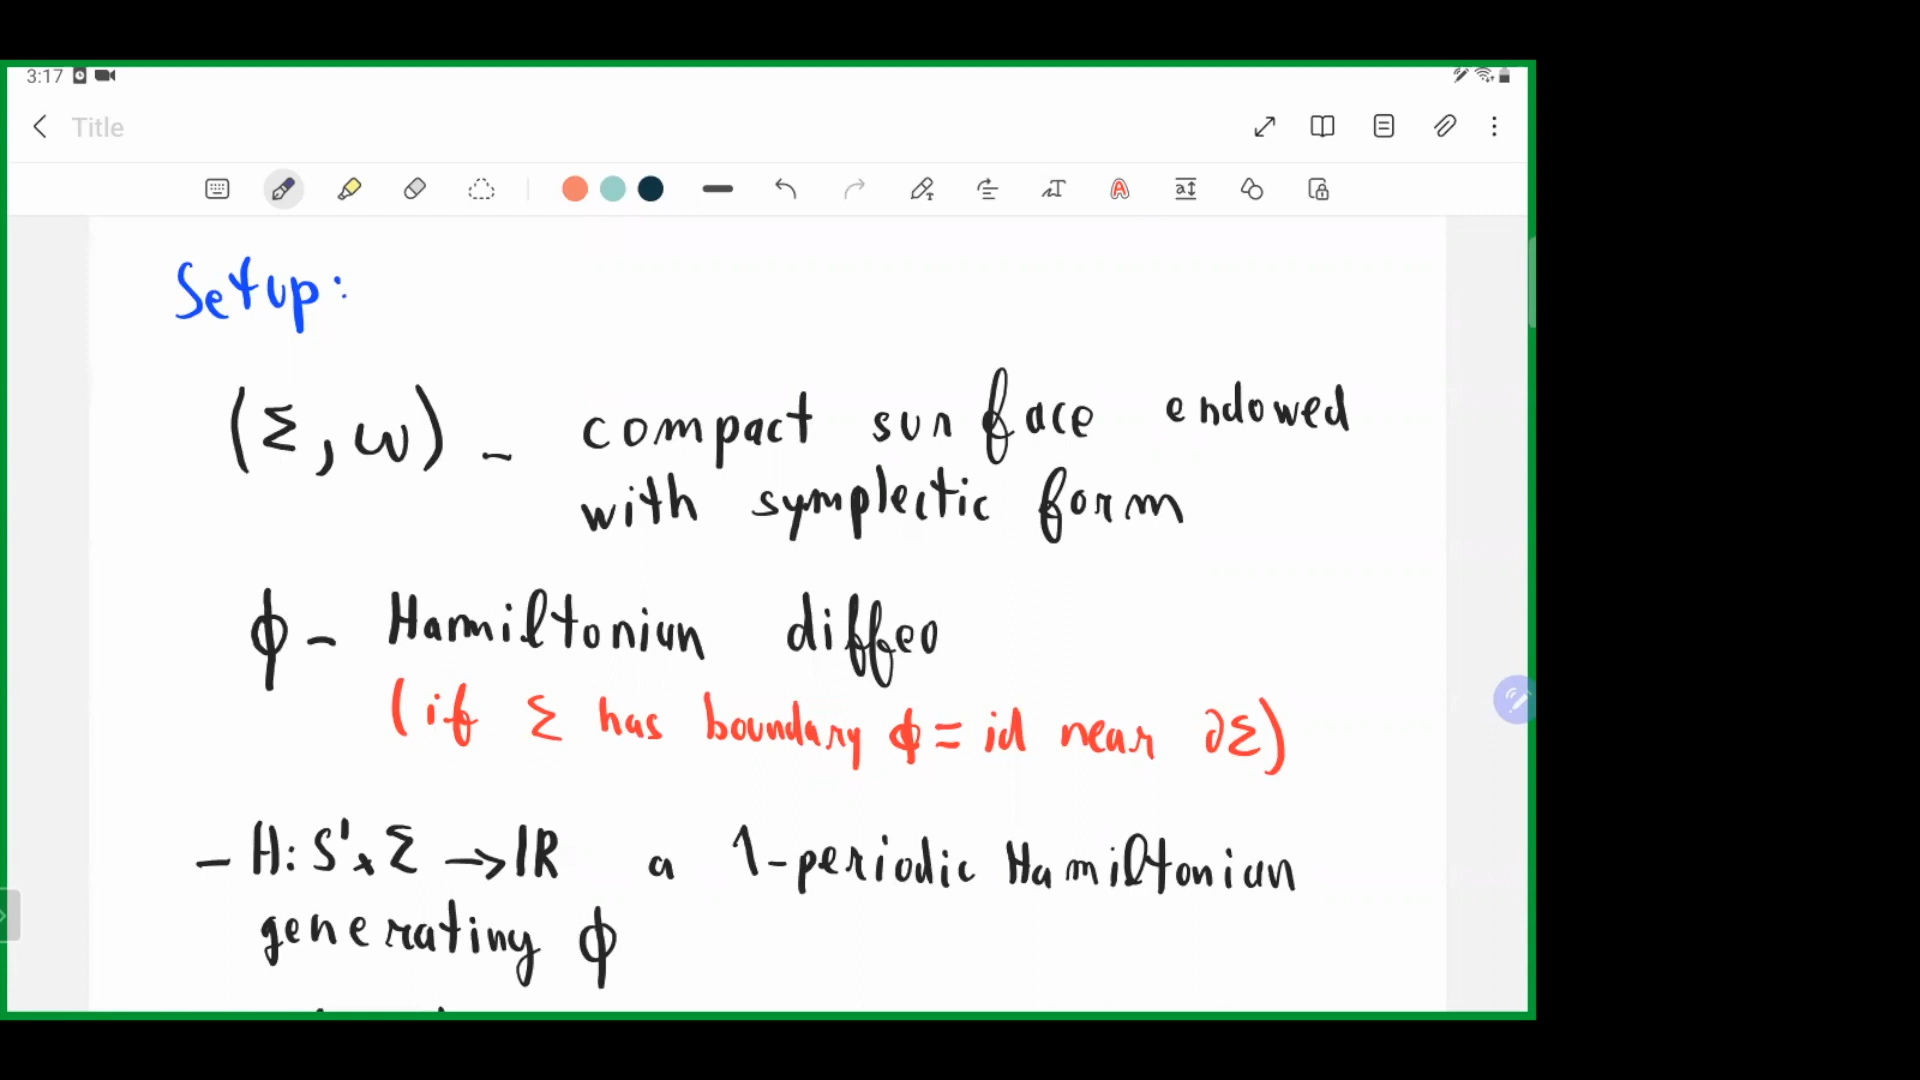 3:17
Title
Setup:
(Σ, ω) - compact surface endowed
with symplectic form
ϕ - Hamiltonian diffeo
(if Σ has boundary ϕ = id near ∂Σ)
- H: S¹ x Σ → IR a 1-periodic Hamiltonian
generating ϕ